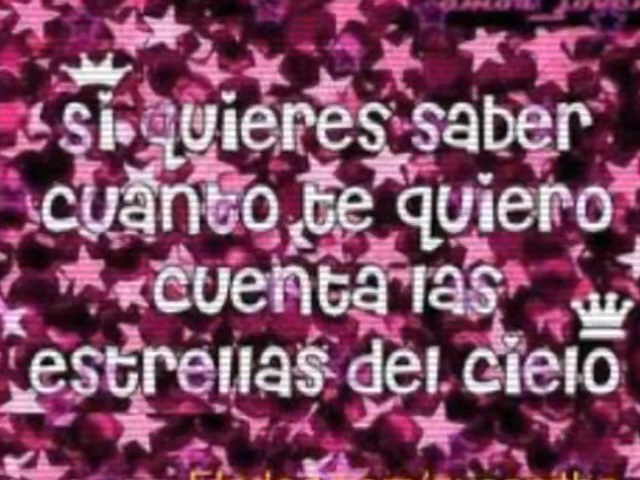 si quieres saber
cuanto te quiero
cuenta las
estrellas del cielo